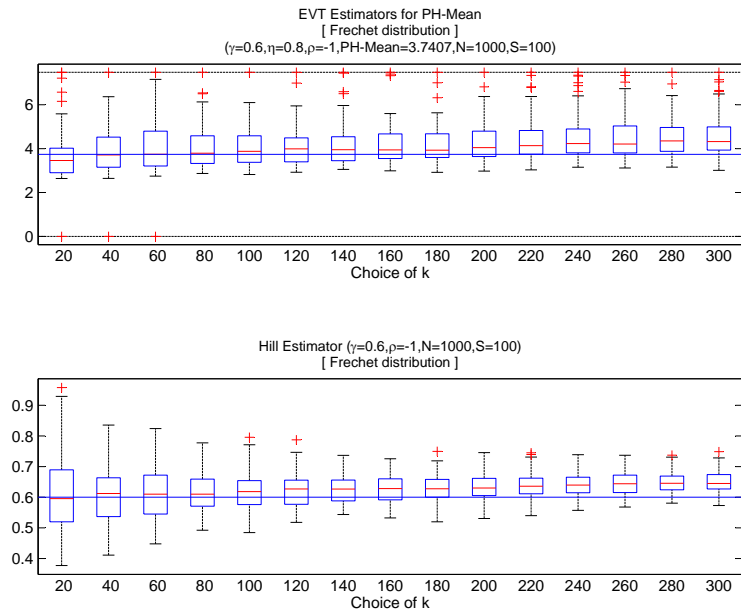 EVT Estimators for PH-Mean
[ Frechet distribution ]
(γ=0.6,η=0.8,ρ=-1,PH-Mean=3.7407,N=1000,S=100)
6
4
2
0
20 40 60 80 100 120 140 160 180 200 220 240 260 280 300
Choice of k
Hill Estimator (γ=0.6,ρ=-1,N=1000,S=100)
[ Frechet distribution ]
0.9
0.8
0.7
0.6
0.5
0.4
20 40 60 80 100 120 140 160 180 200 220 240 260 280 300
Choice of k